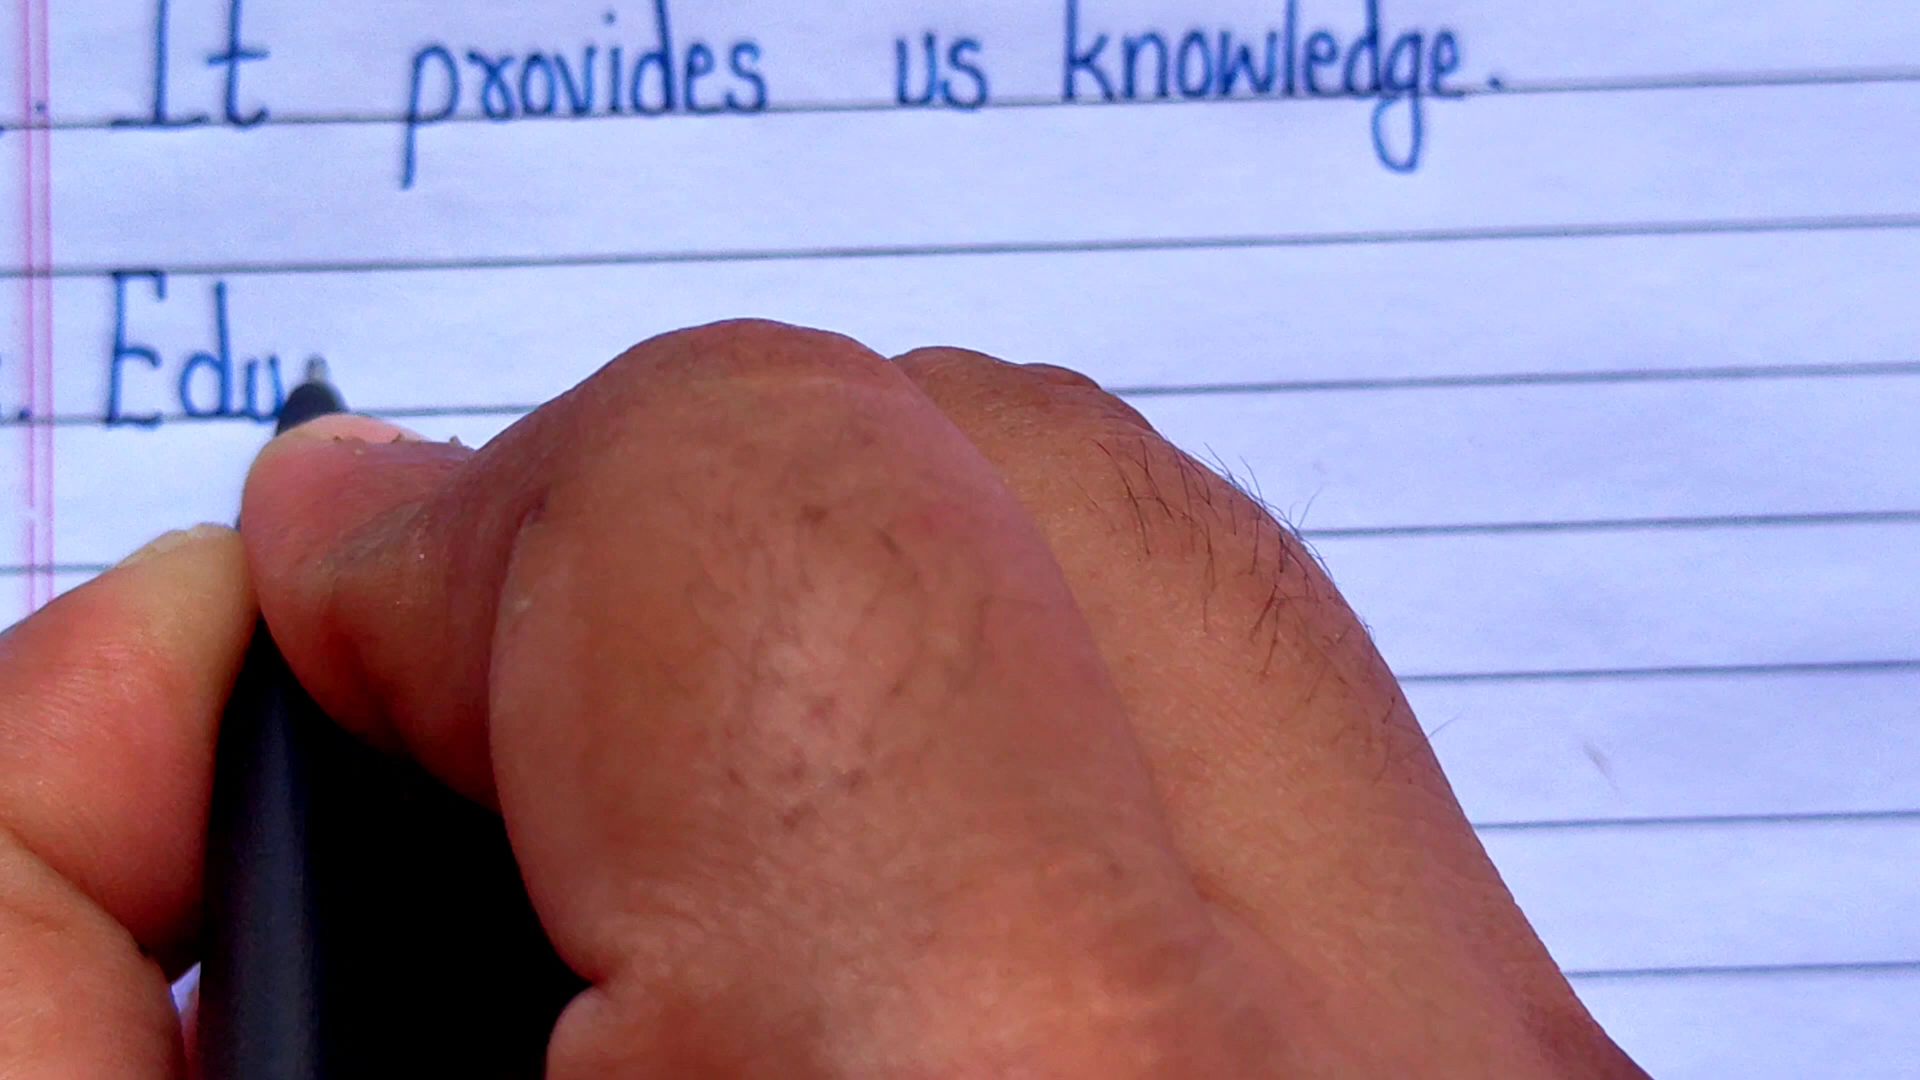 . It provides us knowledge.
. Edu